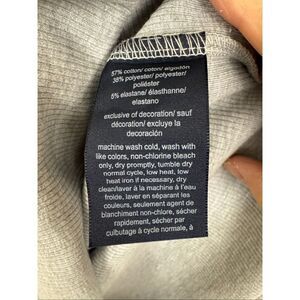 57% cotton/ coton/ algodón
38% polyester/ polyester/
poliéster
5% elastane/ élasthanne/
elastano
exclusive of decoration/ sauf
décoration/ excluye la
decoración
machine wash cold, wash with
like colors, non-chlorine bleach
only, dry promptly, tumble dry
normal cycle, low heat, low
heat iron if necessary, dry
clean/laver à la machine à l'eau
froide, laver en séparant les
couleurs, seulement agent de
blanchiment non-chlore, sécher
rapidement, sécher par
culbutage à cycle normale, à